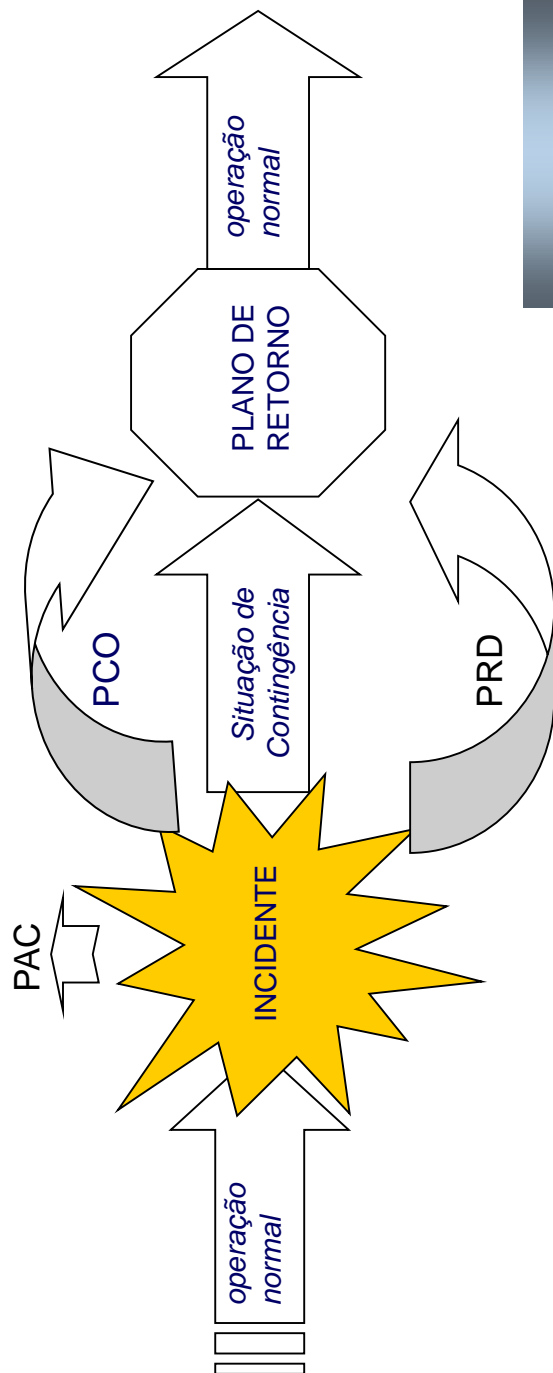 operação
normal
INCIDENTE
PAC
PCO
Situação de
Contingência
PRD
PLANO DE
RETORNO
operação
normal